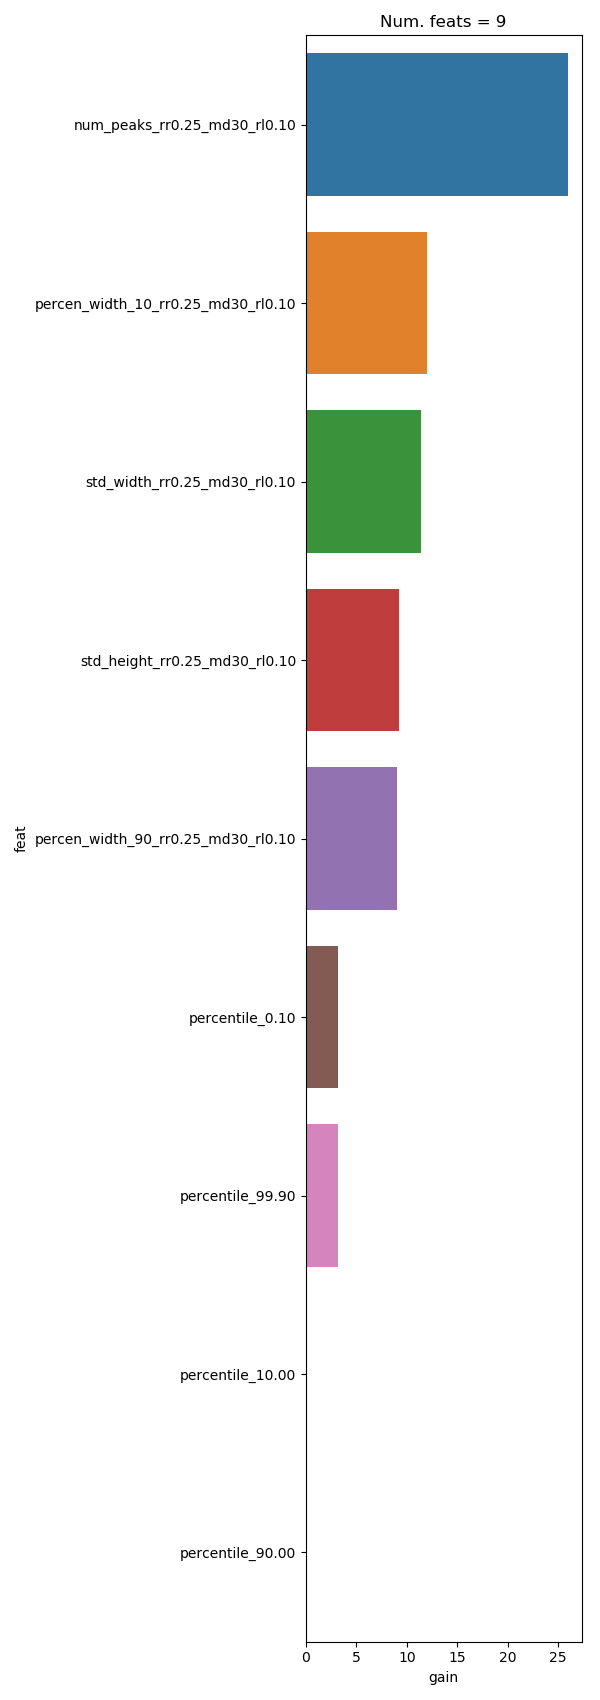 Num. feats = 9
num_peaks_rr0.25_md30_rl0.10
percen_width_10_rr0.25_md30_rl0.10
std_width_rr0.25_md30_rl0.10
std_height_rr0.25_md30_rl0.10
feat
percen_width_90_rr0.25_md30_rl0.10
percentile_0.10
percentile_99.90
percentile_10.00
percentile_90.00
0 5 10 15 20 25
gain